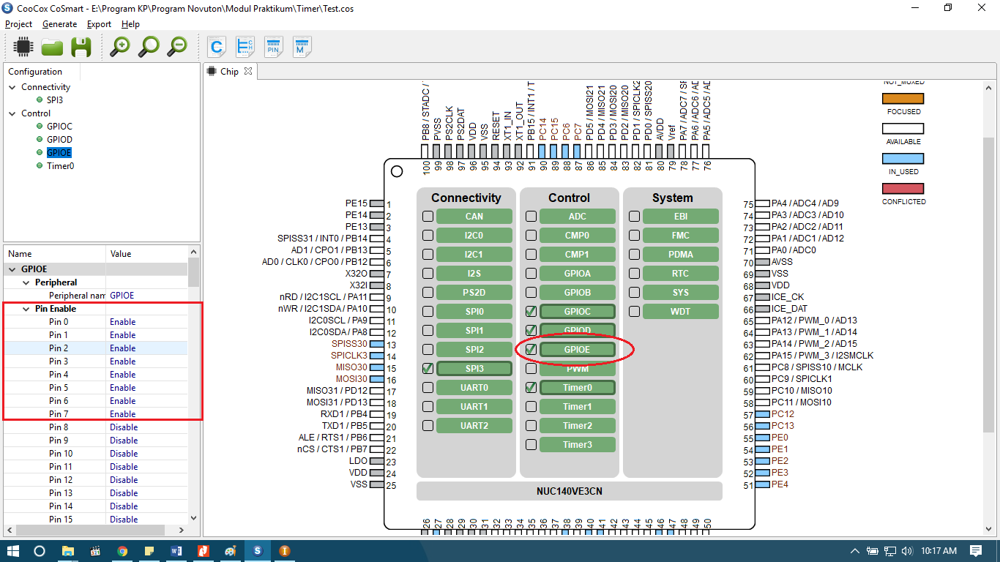 CooCox CoSmart - E:\Program KP\Program Novuton\Modul Praktikum\Timer\Test.cos
Project Generate Export Help
C
PIN
M
Configuration
Connectivity
SPI3
Control
GPIOC
GPIOD
GPIOE
Timer0
Name Value
GPIOE
Peripheral
Peripheral nam GPIOE
Pin Enable
Pin 0 Enable
Pin 1 Enable
Pin 2 Enable
Pin 3 Enable
Pin 4 Enable
Pin 5 Enable
Pin 6 Enable
Pin 7 Enable
Pin 8 Disable
Pin 9 Disable
Pin 10 Disable
Pin 11 Disable
Pin 12 Disable
Pin 13 Disable
Pin 14 Disable
Pin 15 Disable
Chip
PB8 / STADC /
PVSS
PS2CLK
PS2DAT
VDD
VSS
RESET
XT1_IN
XT1_OUT
PB15 / INT1 / T
PC14
PC15
PC6
PC7
PD5 / MOSI21
PD4 / MISO21
PD3 / MOSI20
PD2 / MISO20
PD1 / SPICLK2
PD0 / SPISS20
AVDD
Vref
PA7 / ADC7 / SP
PA6 / ADC6 / AD
PA5 / ADC5 / AD
100 99 98 97 96 95 94 93 92 91 90 89 88 87 86 85 84 83 82 81 80 79 78 77 76
PE15 1
PE14 2
PE13 3
SPISS31 / INT0 / PB14 4
AD1 / CPO1 / PB13 5
AD0 / CLK0 / CPO0 / PB12 6
X32O 7
X32I 8
nRD / I2C1SCL / PA11 9
nWR / I2C1SDA / PA10 10
I2C0SCL / PA9 11
I2C0SDA / PA8 12
SPISS30 13
SPICLK3 14
MISO30 15
MOSI30 16
MISO31 / PD12 17
MOSI31 / PD13 18
RXD1 / PB4 19
TXD1 / PB5 20
ALE / RTS1 / PB6 21
nCS / CTS1 / PB7 22
LDO 23
VDD 24
VSS 25
Connectivity
CAN
I2C0
I2C1
I2S
PS2D
SPI0
SPI1
SPI2
SPI3
UART0
UART1
UART2
Control
ADC
CMP0
CMP1
GPIOA
GPIOB
GPIOC
GPIOD
GPIOE
PWM
Timer0
Timer1
Timer2
Timer3
System
EBI
FMC
PDMA
RTC
SYS
WDT
NUC140VE3CN
75 PA4 / ADC4 / AD9
74 PA3 / ADC3 / AD10
73 PA2 / ADC2 / AD11
72 PA1 / ADC1 / AD12
71 PA0 / ADC0
70 AVSS
69 VSS
68 VDD
67 ICE_CK
66 ICE_DAT
65 PA12 / PWM_0 / AD13
64 PA13 / PWM_1 / AD14
63 PA14 / PWM_2 / AD15
62 PA15 / PWM_3 / I2SMCLK
61 PC8 / SPISS10 / MCLK
60 PC9 / SPICLK1
59 PC10 / MISO10
58 PC11 / MOSI10
57 PC12
56 PC13
55 PE0
54 PE1
53 PE2
52 PE3
51 PE4
26 27 28 29 30 31 32 33 34 35 36 37 38 39 40 41 42 43 44 45 46 47 48 49 50
NOT_MUXED
FOCUSED
AVAILABLE
IN_USED
CONFLICTED
10:17 AM